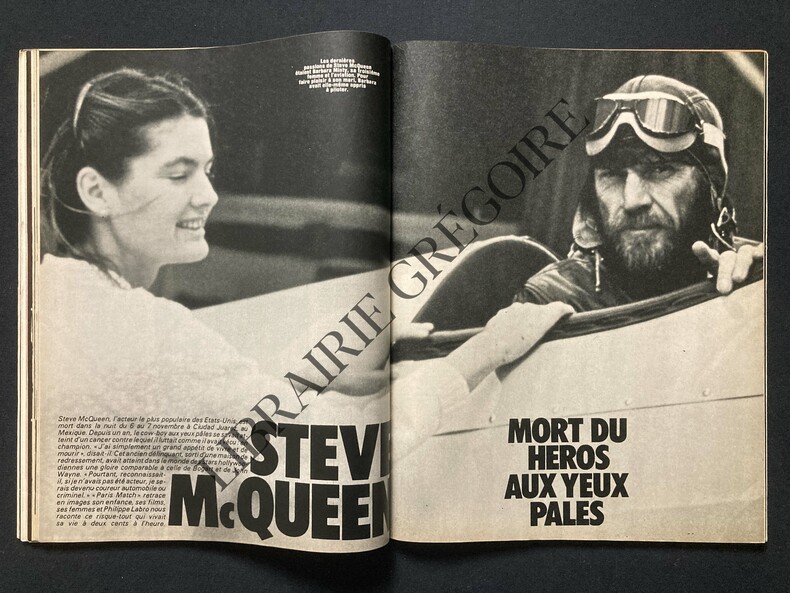 Les dernières
passions de Steve McQueen
étaient Barbara Minty, sa troisième
femme et l'aviation. Pour
faire plaisir à son mari, Barbara
avait elle-même appris
à piloter.
Steve McQueen, l'acteur le plus populaire des Etats-Unis, est
mort dans la nuit du 6 au 7 novembre à Ciudad Juarez, au
Mexique. Depuis un an, le cow-boy aux yeux pâles se savait at-
teint d'un cancer contre lequel il luttait comme il avait vécu : en
champion. « J'ai simplement un grand appétit de vivre et de
mourir », disait-il. Cet ancien délinquant, sorti d'une maison de
redressement, avait atteint dans le monde des stars hollywoo-
diennes une gloire comparable à celle de Bogart et de John
Wayne. « Pourtant, reconnaissait-
il, si je n'avais pas été acteur, je se-
rais devenu coureur automobile ou
criminel. » « Paris Match » retrace
en images son enfance, ses films,
ses femmes et Philippe Labro nous
raconte ce risque-tout qui vivait
sa vie à deux cents à l'heure.
STEVE
McQUEEN
MORT DU
HEROS
AUX YEUX
PALES
LIBRAIRIE GRÉGOIRE